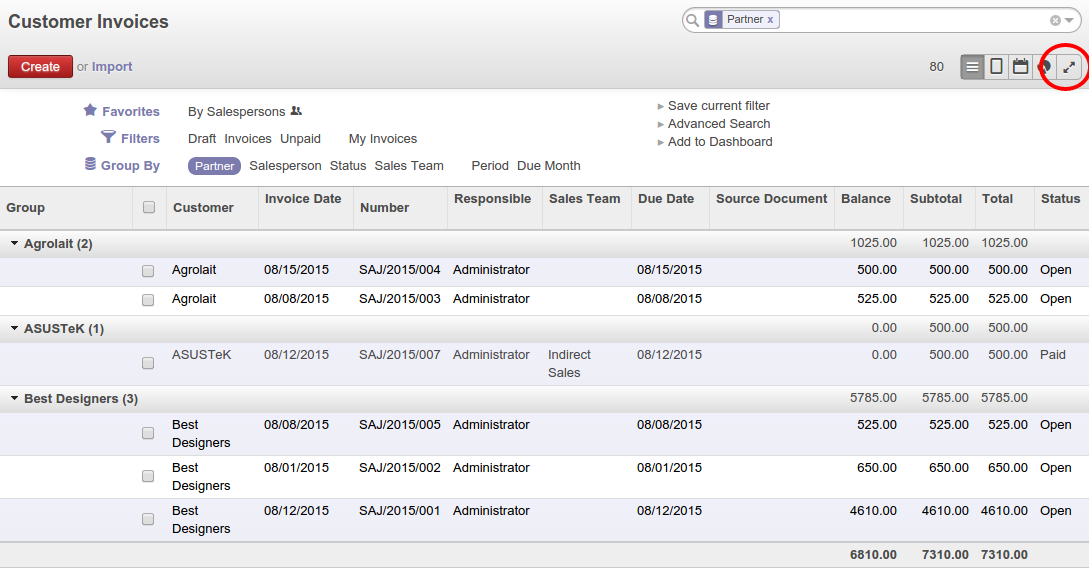 Customer Invoices
Partner x
Create or Import
80
Favorites By Salespersons
Save current filter
Filters Draft Invoices Unpaid My Invoices
Advanced Search
Add to Dashboard
Group By Partner Salesperson Status Sales Team Period Due Month
Group Customer Invoice Date Number Responsible Sales Team Due Date Source Document Balance Subtotal Total Status
Agrolait (2) 1025.00 1025.00 1025.00
Agrolait 08/15/2015 SAJ/2015/004 Administrator 08/15/2015 500.00 500.00 500.00 Open
Agrolait 08/08/2015 SAJ/2015/003 Administrator 08/08/2015 525.00 525.00 525.00 Open
ASUSTeK (1) 0.00 500.00 500.00
ASUSTeK 08/12/2015 SAJ/2015/007 Administrator Indirect 08/12/2015 0.00 500.00 500.00 Paid
Sales
Best Designers (3) 5785.00 5785.00 5785.00
Best 08/08/2015 SAJ/2015/005 Administrator 08/08/2015 525.00 525.00 525.00 Open
Designers
Best 08/01/2015 SAJ/2015/002 Administrator 08/01/2015 650.00 650.00 650.00 Open
Designers
Best 08/12/2015 SAJ/2015/001 Administrator 08/12/2015 4610.00 4610.00 4610.00 Open
Designers
6810.00 7310.00 7310.00